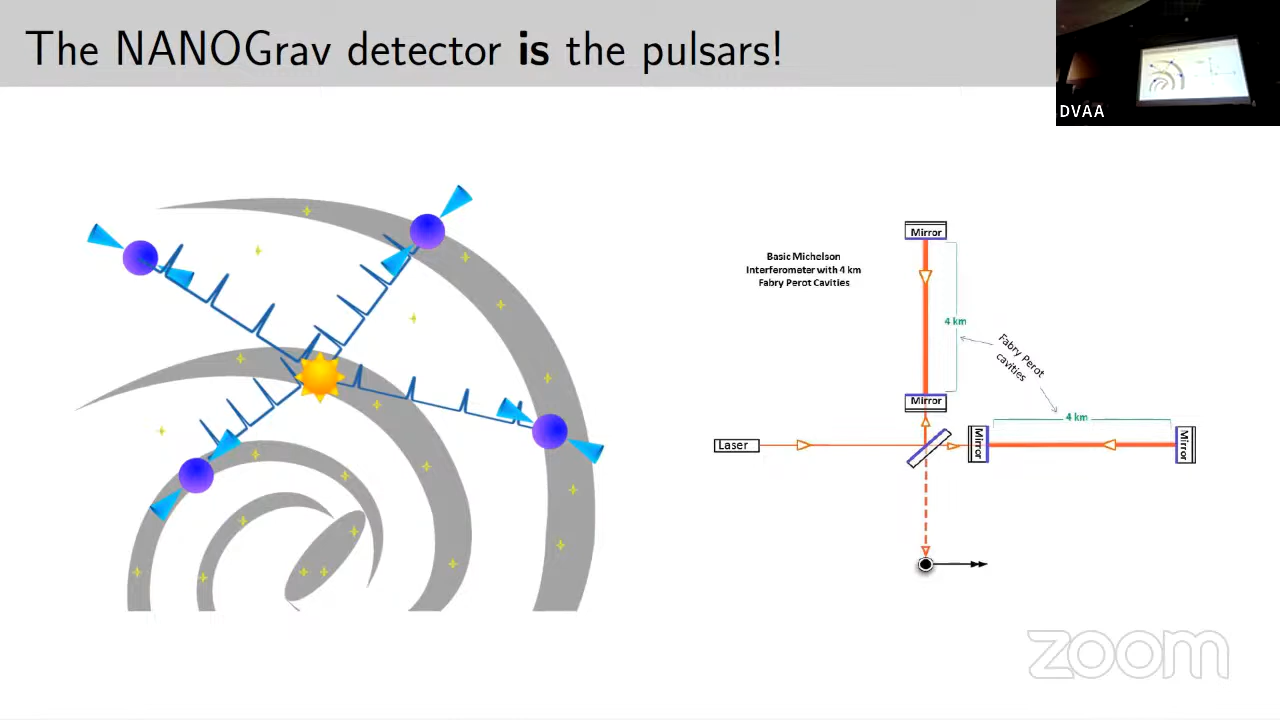 The NANOGrav detector is the pulsars!
DVAA
Basic Michelson
Interferometer with 4 km
Fabry Perot Cavities
Mirror
4 km
Fabry Perot
cavities
Mirror
4 km
Laser
Mirror
Mirror
zoom